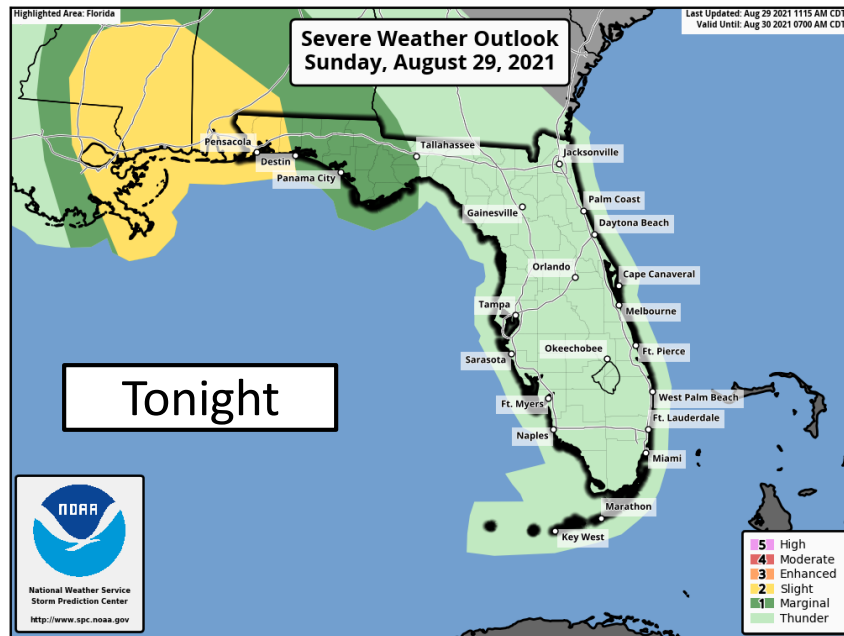 Highlighted Area: Florida
Last Updated: Aug 29 2021 1115 AM CDT
Valid Until: Aug 30 2021 0700 AM CDT
Severe Weather Outlook
Sunday, August 29, 2021
Pensacola
Destin
Panama City
Tallahassee
Jacksonville
Palm Coast
Gainesville
Daytona Beach
Orlando
Cape Canaveral
Tampa
Melbourne
Sarasota
Okeechobee
Ft. Pierce
Tonight
Ft. Myers
West Palm Beach
Naples
Ft. Lauderdale
Miami
Marathon
Key West
NOAA
National Weather Service
Storm Prediction Center
http://www.spc.noaa.gov
5 High
4 Moderate
3 Enhanced
2 Slight
1 Marginal
Thunder